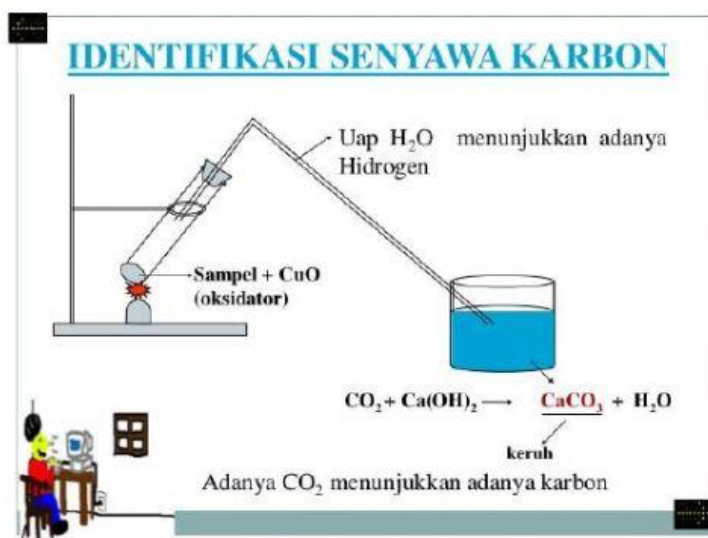 IDENTIFIKASI SENYAWA KARBON
Uap H₂O menunjukkan adanya
Hidrogen
Sampel + CuO
(oksidator)
CO₂ + Ca(OH)₂ → CaCO₃ + H₂O
keruh
Adanya CO₂ menunjukkan adanya karbon